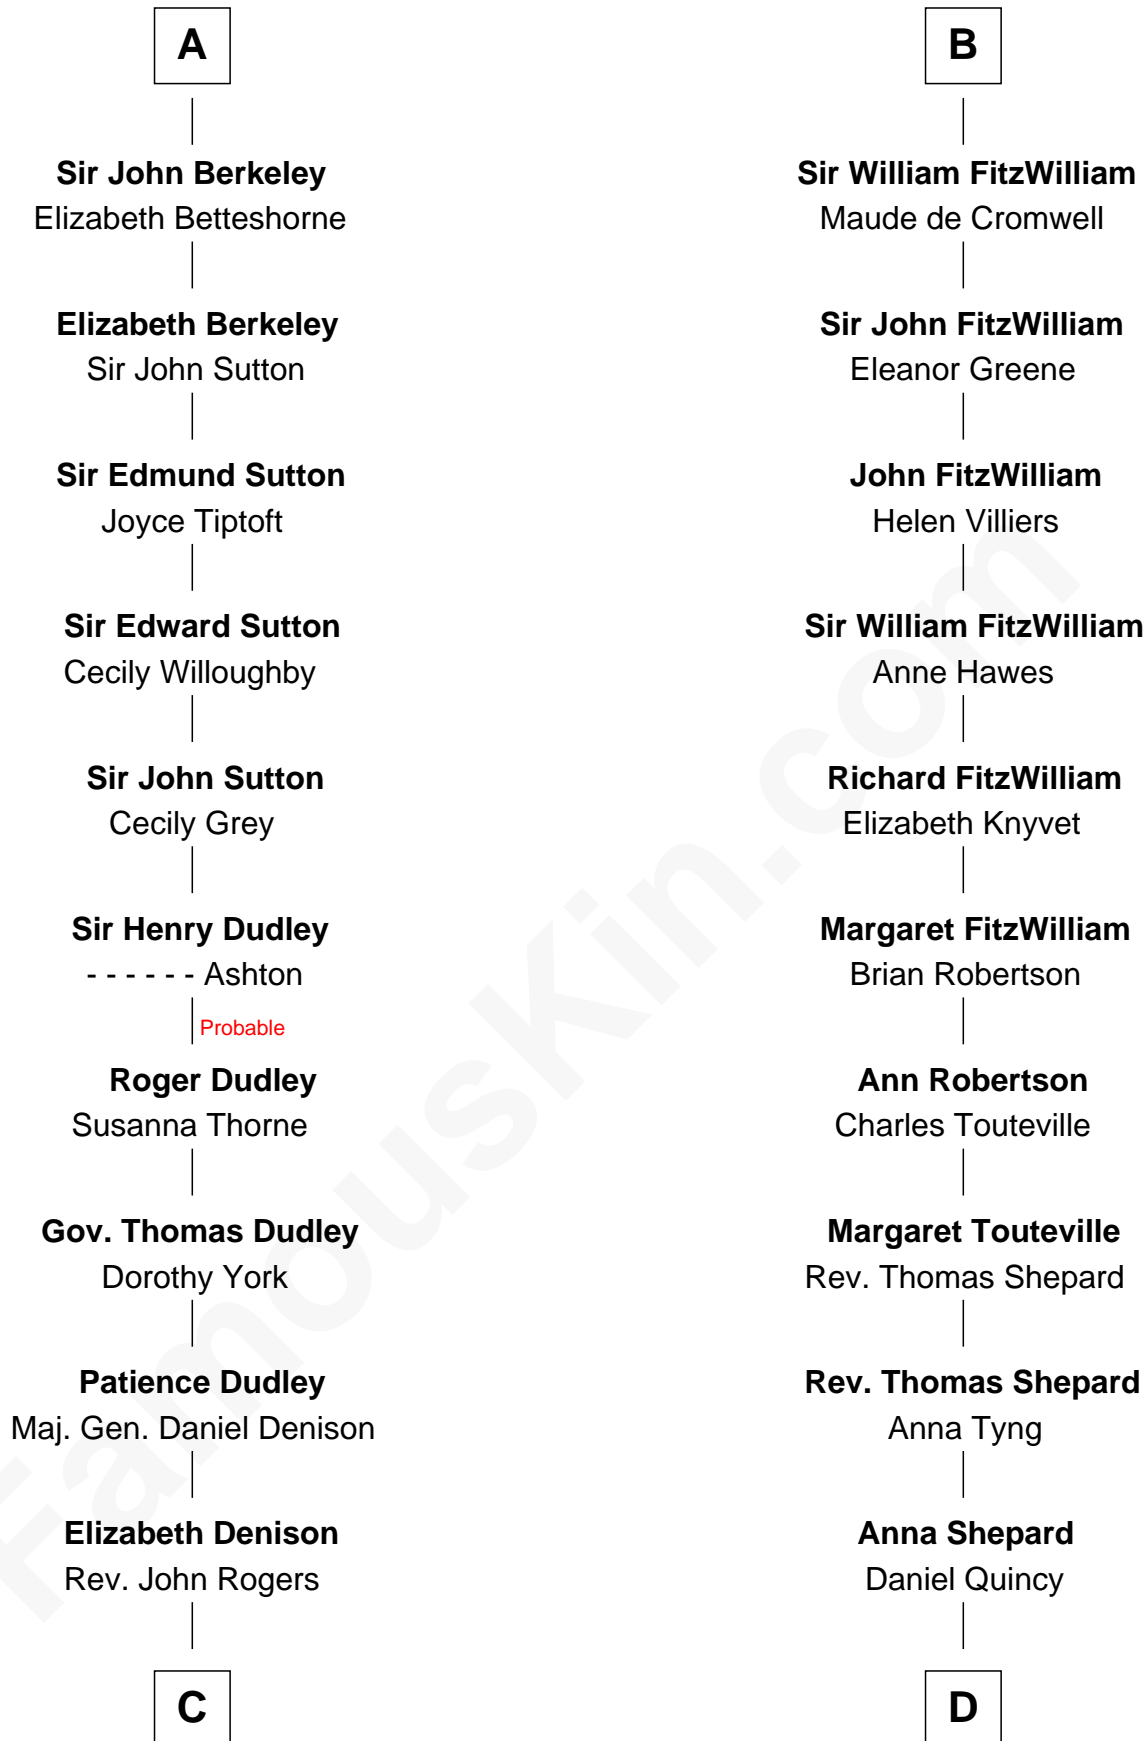 A
Sir John Berkeley
Elizabeth Betteshorne
Elizabeth Berkeley
Sir John Sutton
Sir Edmund Sutton
Joyce Tiptoft
Sir Edward Sutton
Cecily Willoughby
Sir John Sutton
Cecily Grey
Sir Henry Dudley
- - - - - - Ashton
Probable
Roger Dudley
Susanna Thorne
Gov. Thomas Dudley
Dorothy York
Patience Dudley
Maj. Gen. Daniel Denison
Elizabeth Denison
Rev. John Rogers
C
B
Sir William FitzWilliam
Maude de Cromwell
Sir John FitzWilliam
Eleanor Greene
John FitzWilliam
Helen Villiers
Sir William FitzWilliam
Anne Hawes
Richard FitzWilliam
Elizabeth Knyvet
Margaret FitzWilliam
Brian Robertson
Ann Robertson
Charles Touteville
Margaret Touteville
Rev. Thomas Shepard
Rev. Thomas Shepard
Anna Tyng
Anna Shepard
Daniel Quincy
D
FamousKin.com